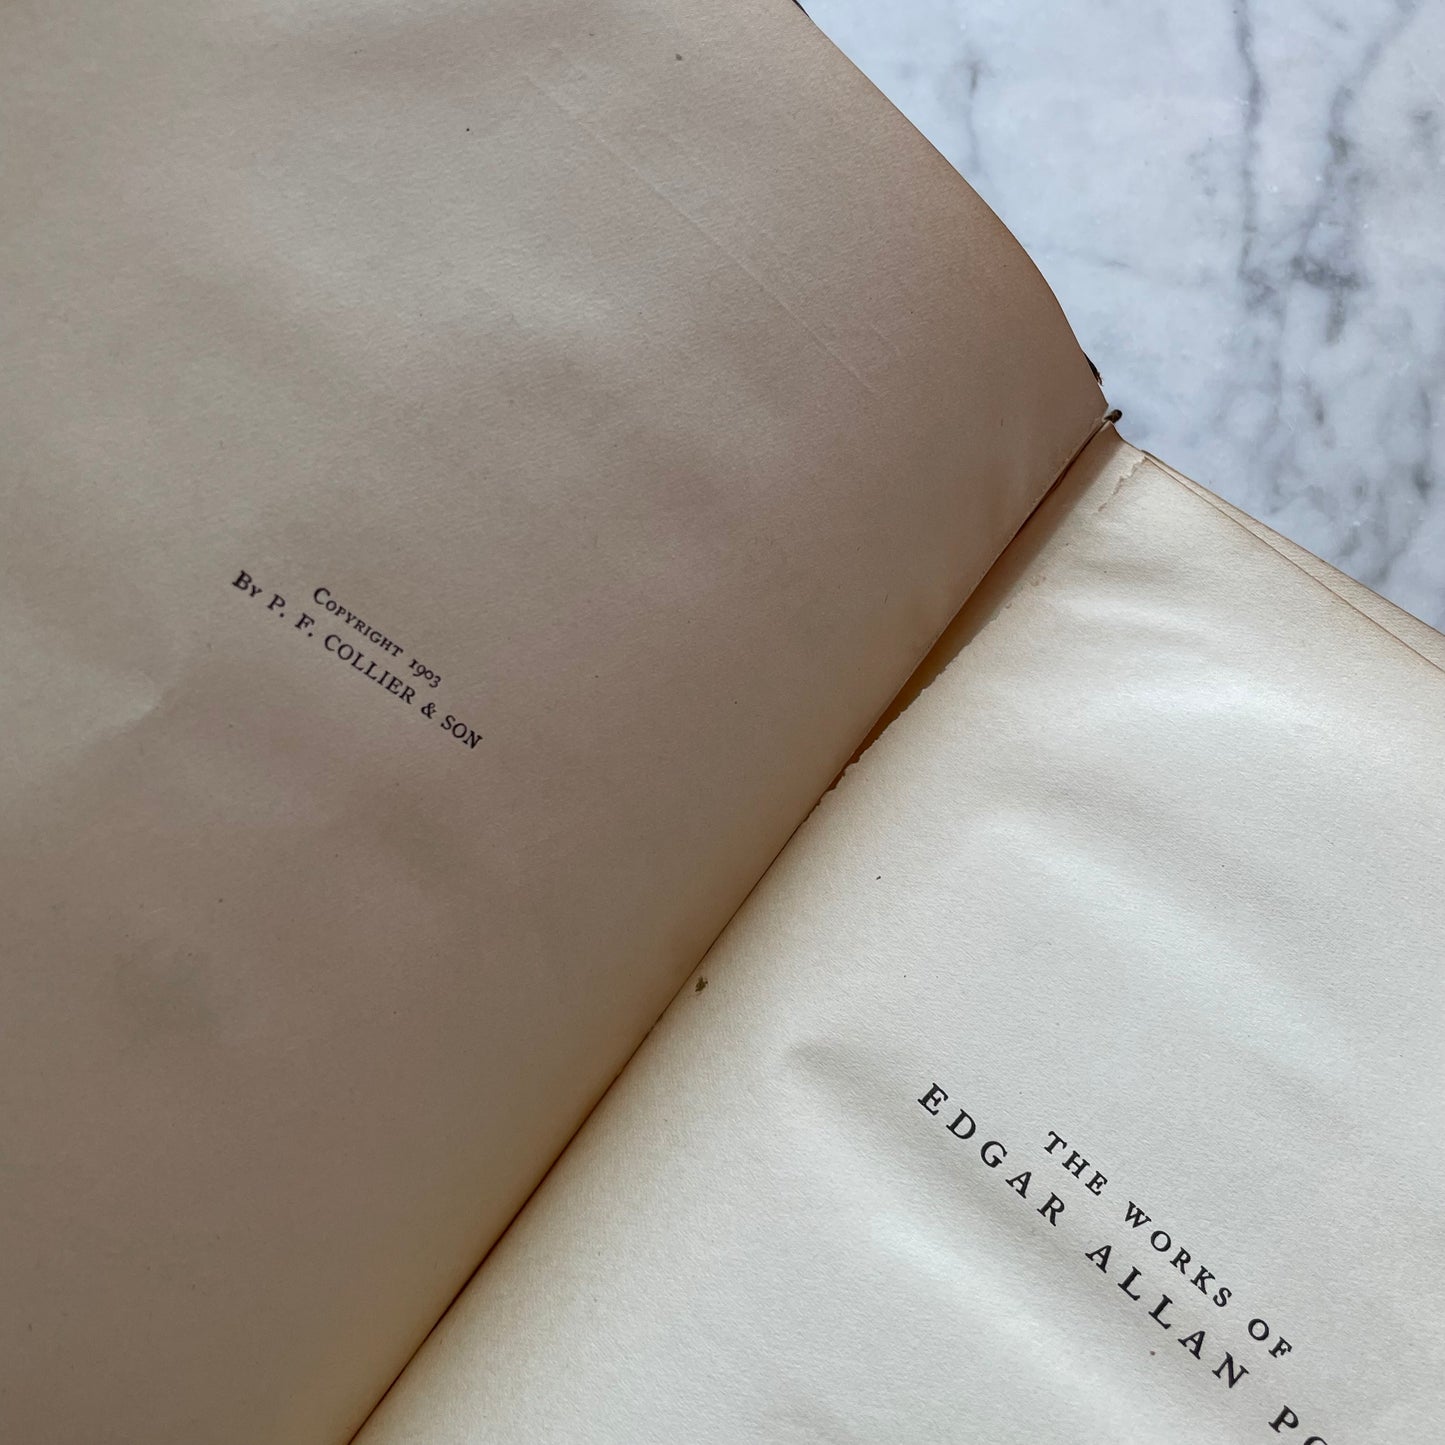 Copyright 1903
By P. F. COLLIER & SON
THE WORKS OF
EDGAR ALLAN